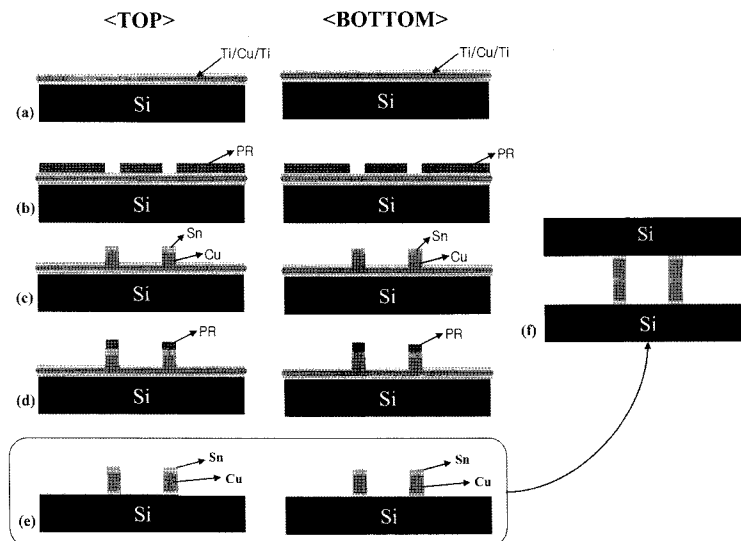 <TOP>
<BOTTOM>
Ti/Cu/Ti
Ti/Cu/Ti
Si
Si
(a)
PR
PR
Si
Si
(b)
Sn
Cu
Sn
Cu
Si
Si
(c)
PR
PR
Si
Si
(d)
Sn
Cu
Sn
Cu
Si
Si
(e)
Si
Si
(f)